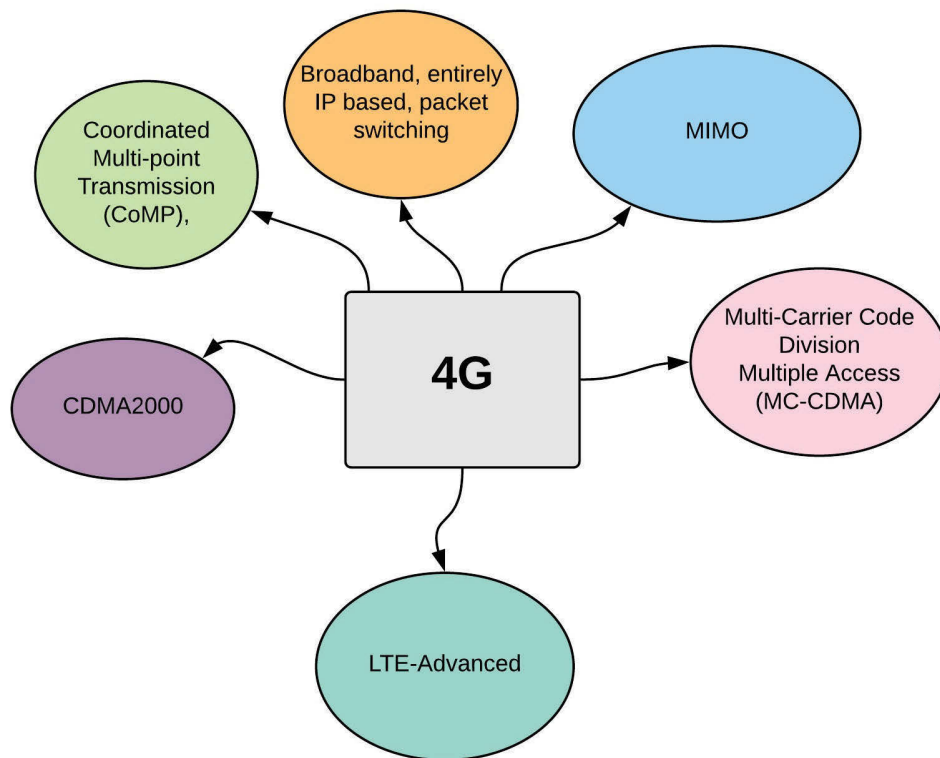 Broadband, entirely
IP based, packet
switching
MIMO
Coordinated
Multi-point
Transmission
(CoMP),
4G
Multi-Carrier Code
Division
Multiple Access
(MC-CDMA)
CDMA2000
LTE-Advanced